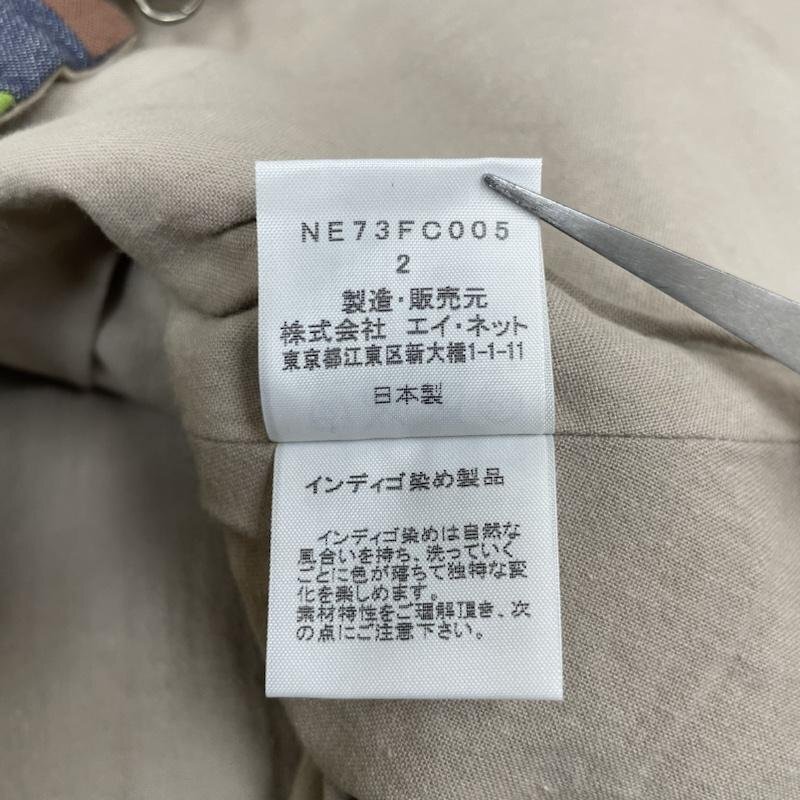 NE73FC005
2
製造・販売元
株式会社 エイ・ネット
東京都江東区新大橋1-1-11
日本製
インディゴ染め製品
インディゴ染めは自然な
風合いを持ち、洗っていく
ごとに色が落ちて独特な変
化を楽しめます。
素材特性をご理解頂き、次
の点にご注意下さい。